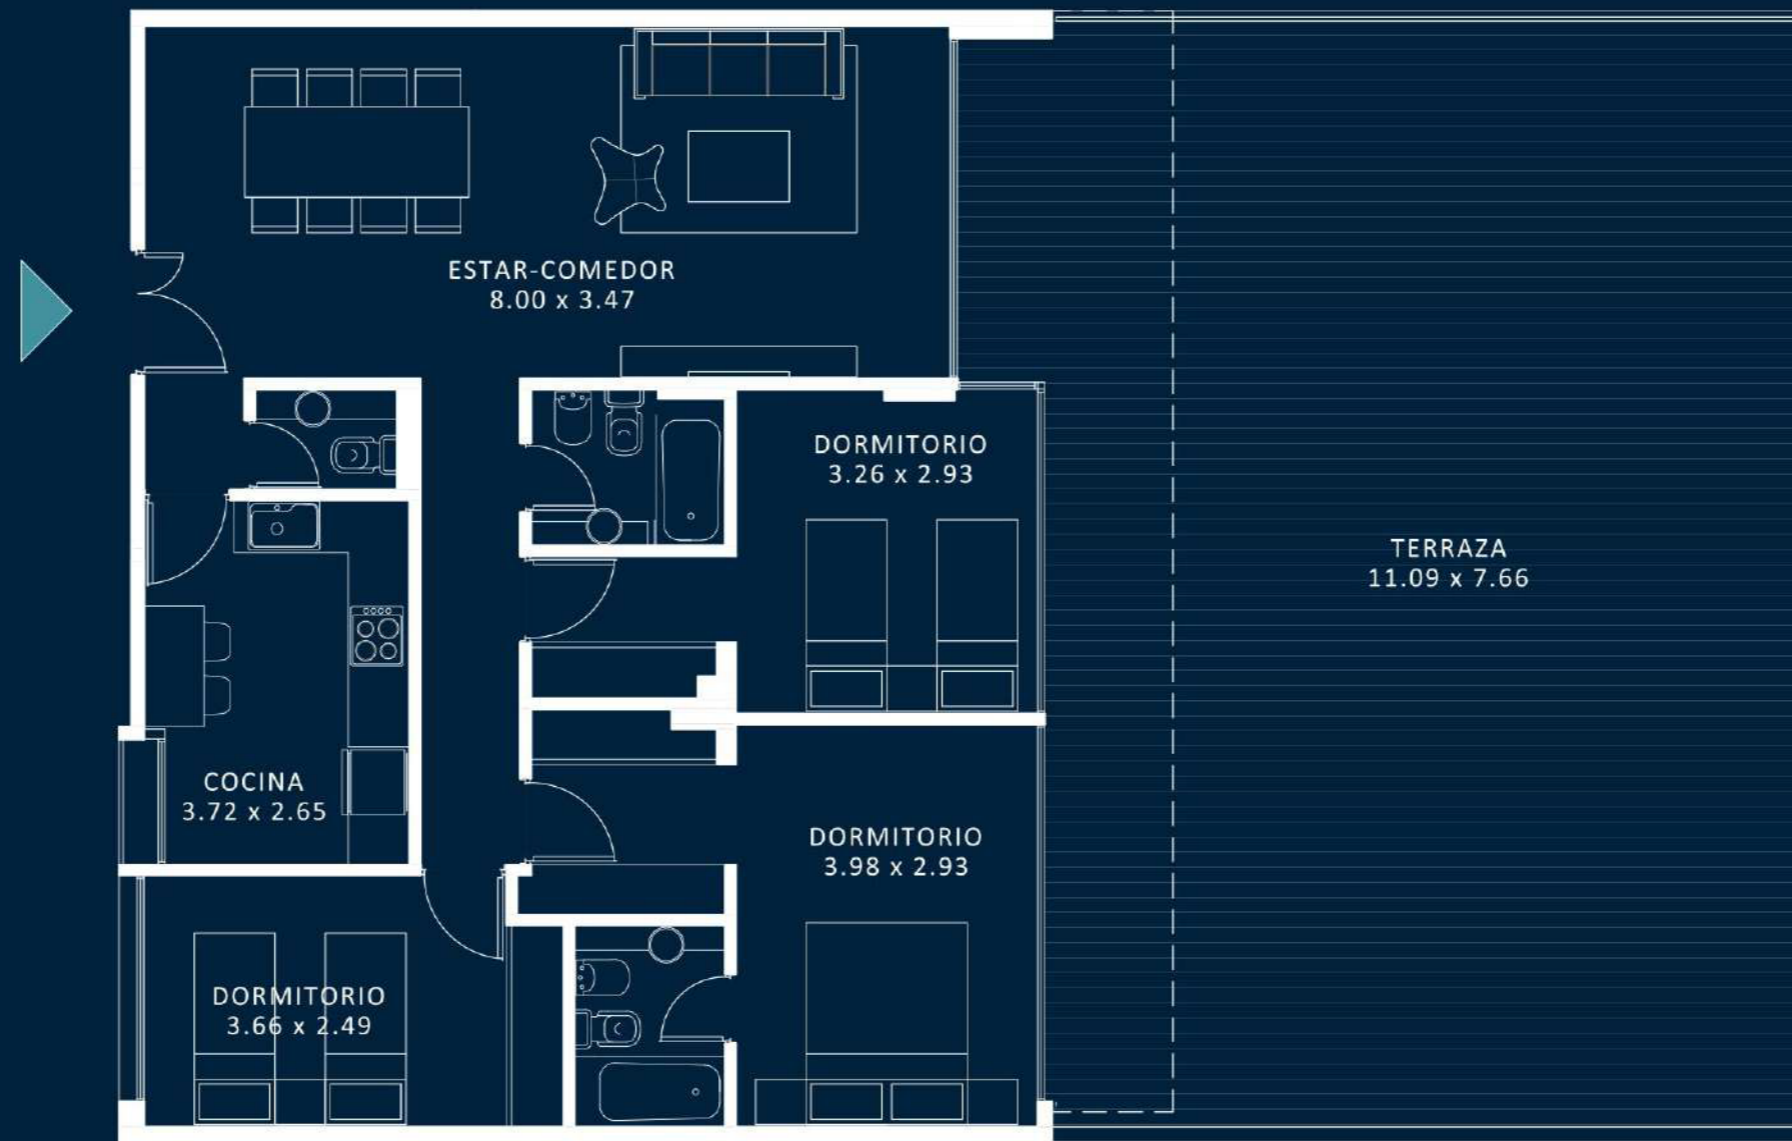 ESTAR-COMEDOR
8.00 x 3.47
DORMITORIO
3.26 x 2.93
TERRAZA
11.09 x 7.66
COCINA
3.72 x 2.65
DORMITORIO
3.98 x 2.93
DORMITORIO
3.66 x 2.49